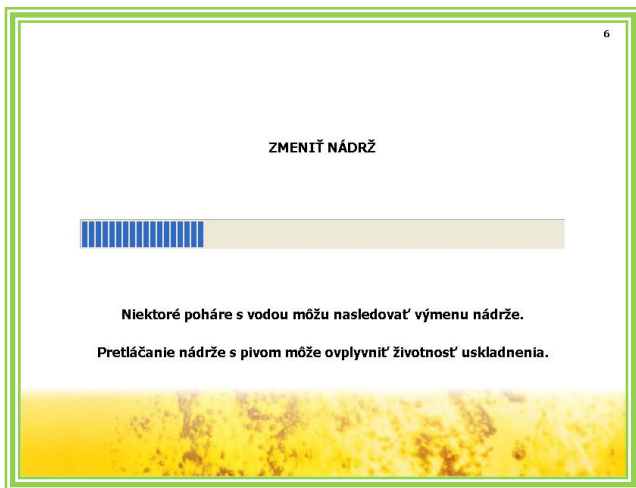 6
ZMENIŤ NÁDRŽ
Niektoré poháre s vodou môžu nasledovať výmenu nádrže.
Pretláčanie nádrže s pivom môže ovplyvniť životnosť uskladnenia.